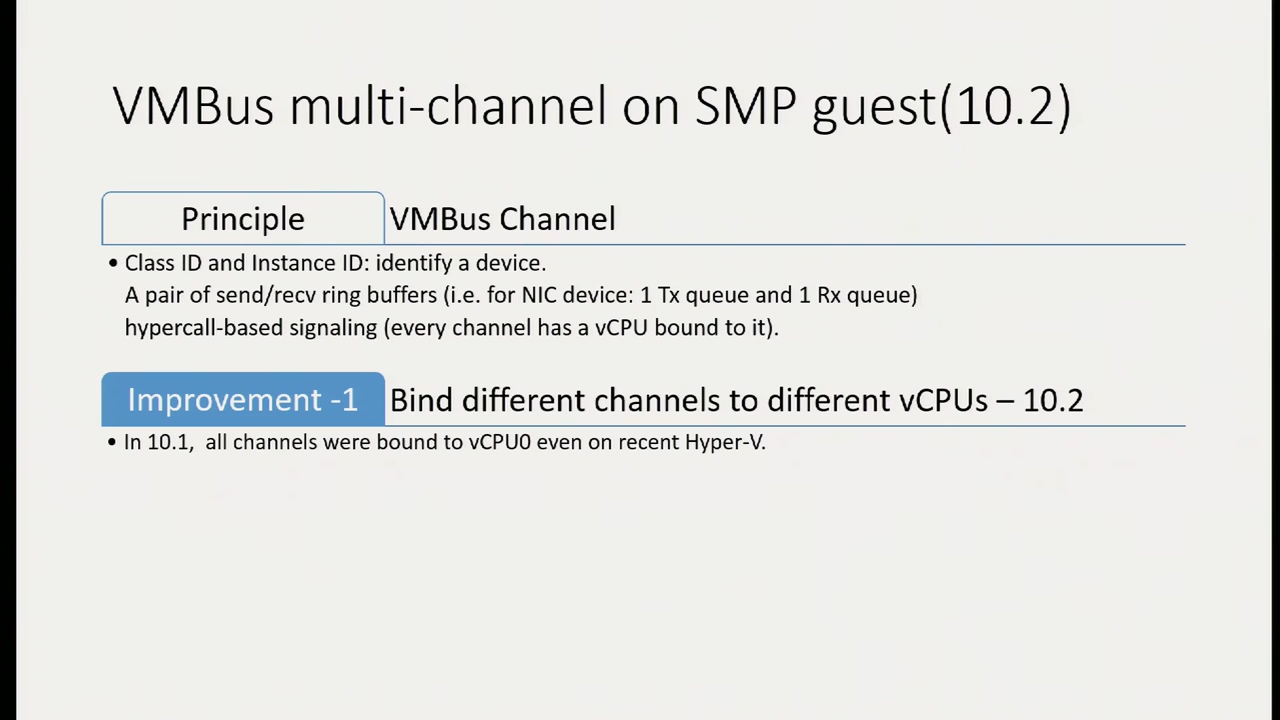 VMBus multi-channel on SMP guest(10.2)
Principle VMBus Channel
• Class ID and Instance ID: identify a device.
A pair of send/recv ring buffers (i.e. for NIC device: 1 Tx queue and 1 Rx queue)
hypercall-based signaling (every channel has a vCPU bound to it).
Improvement -1 Bind different channels to different vCPUs – 10.2
• In 10.1, all channels were bound to vCPU0 even on recent Hyper-V.